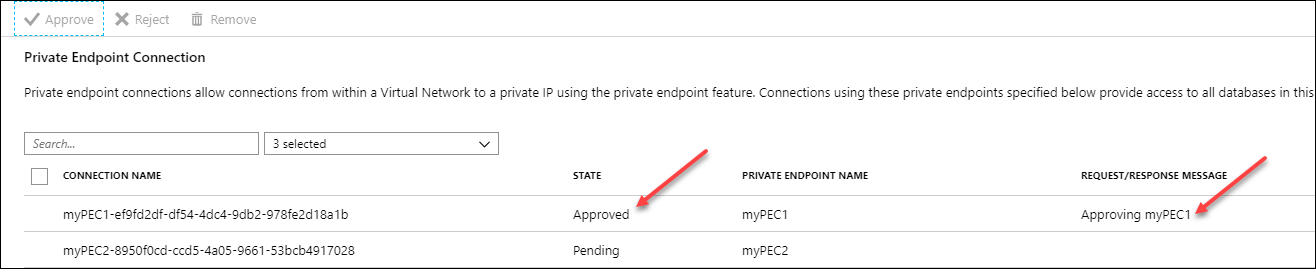 Approve Reject Remove
Private Endpoint Connection
Private endpoint connections allow connections from within a Virtual Network to a private IP using the private endpoint feature. Connections using these private endpoints specified below provide access to all databases in this
Search... 3 selected
CONNECTION NAME STATE PRIVATE ENDPOINT NAME REQUEST/RESPONSE MESSAGE
myPEC1-ef9fd2df-df54-4dc4-9db2-978fe2d18a1b Approved myPEC1 Approving myPEC1
myPEC2-8950f0cd-ccd5-4a05-9661-53bcb4917028 Pending myPEC2